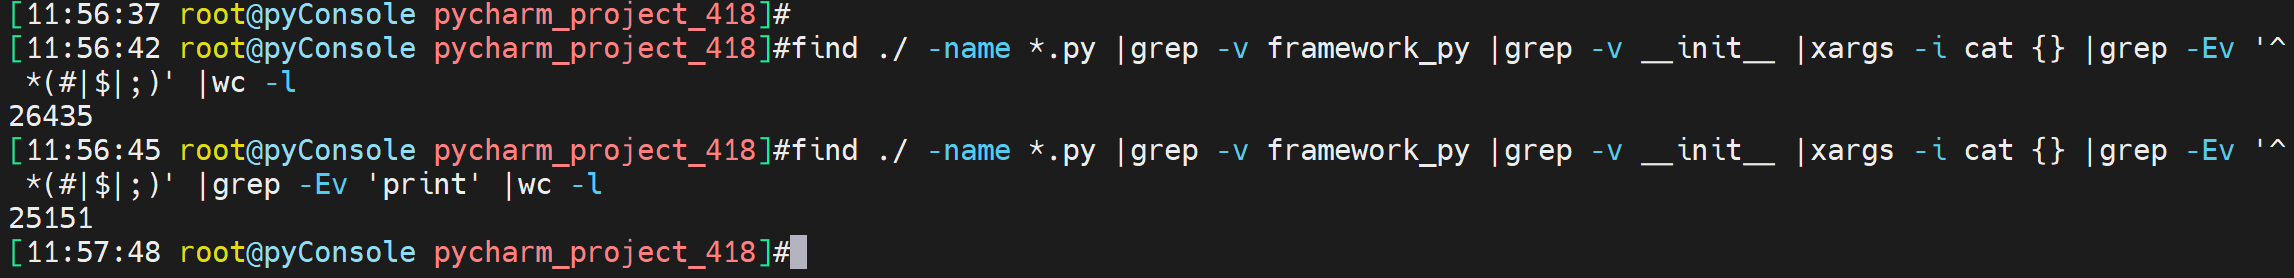 [11:56:37 root@pyConsole pycharm_project_418]#
[11:56:42 root@pyConsole pycharm_project_418]#find ./ -name *.py |grep -v framework_py |grep -v __init__ |xargs -i cat {} |grep -Ev '^
 *(#|$|;)' |wc -l
26435
[11:56:45 root@pyConsole pycharm_project_418]#find ./ -name *.py |grep -v framework_py |grep -v __init__ |xargs -i cat {} |grep -Ev '^
 *(#|$|;)' |grep -Ev 'print' |wc -l
25151
[11:57:48 root@pyConsole pycharm_project_418]#